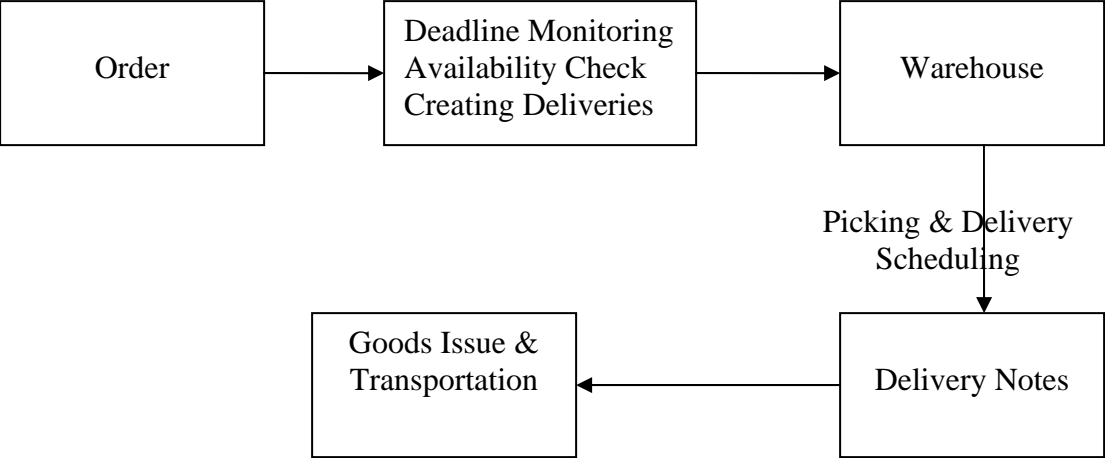 Order
Deadline Monitoring
Availability Check
Creating Deliveries
Warehouse
Picking & Delivery
Scheduling
Goods Issue &
Transportation
Delivery Notes